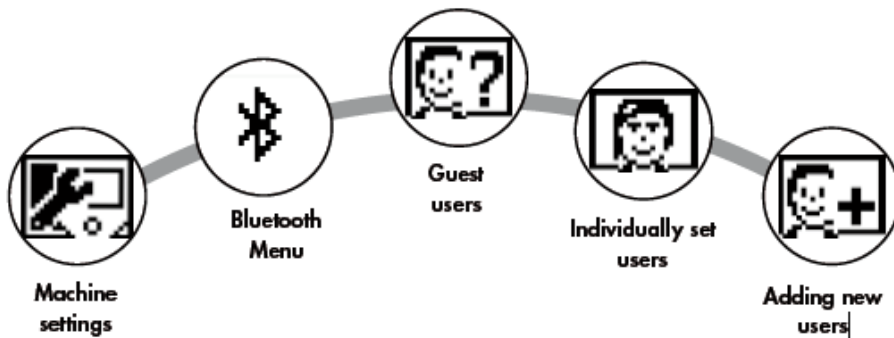 Machine
settings
Bluetooth
Menu
Guest
users
Individually set
users
Adding new
users